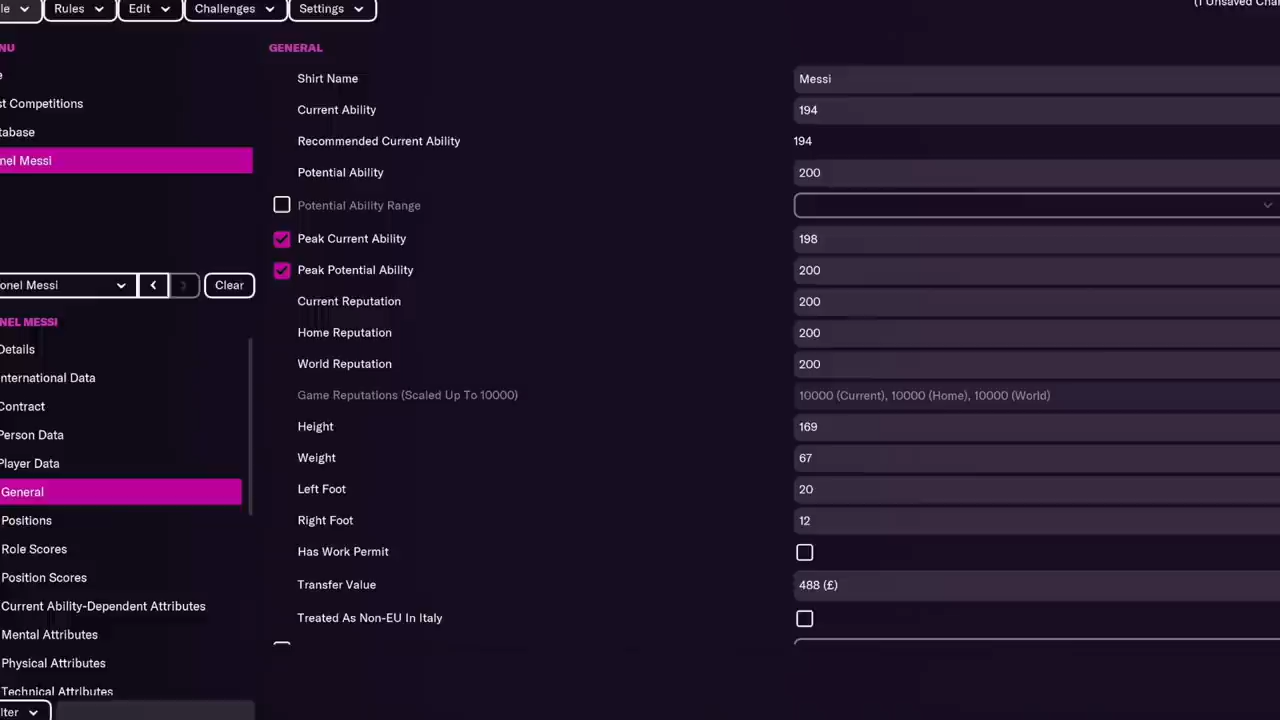 le Rules Edit Challenges Settings
(1 Unsaved Chan
NU
e
st Competitions
tabase
nel Messi
onel Messi Clear
NEL MESSI
Details
International Data
Contract
Person Data
Player Data
General
Positions
Role Scores
Position Scores
Current Ability-Dependent Attributes
Mental Attributes
Physical Attributes
Technical Attributes
lter
GENERAL
Shirt Name Messi
Current Ability 194
Recommended Current Ability 194
Potential Ability 200
Potential Ability Range
Peak Current Ability 198
Peak Potential Ability 200
Current Reputation 200
Home Reputation 200
World Reputation 200
Game Reputations (Scaled Up To 10000) 10000 (Current), 10000 (Home), 10000 (World)
Height 169
Weight 67
Left Foot 20
Right Foot 12
Has Work Permit
Transfer Value 488 (£)
Treated As Non-EU In Italy